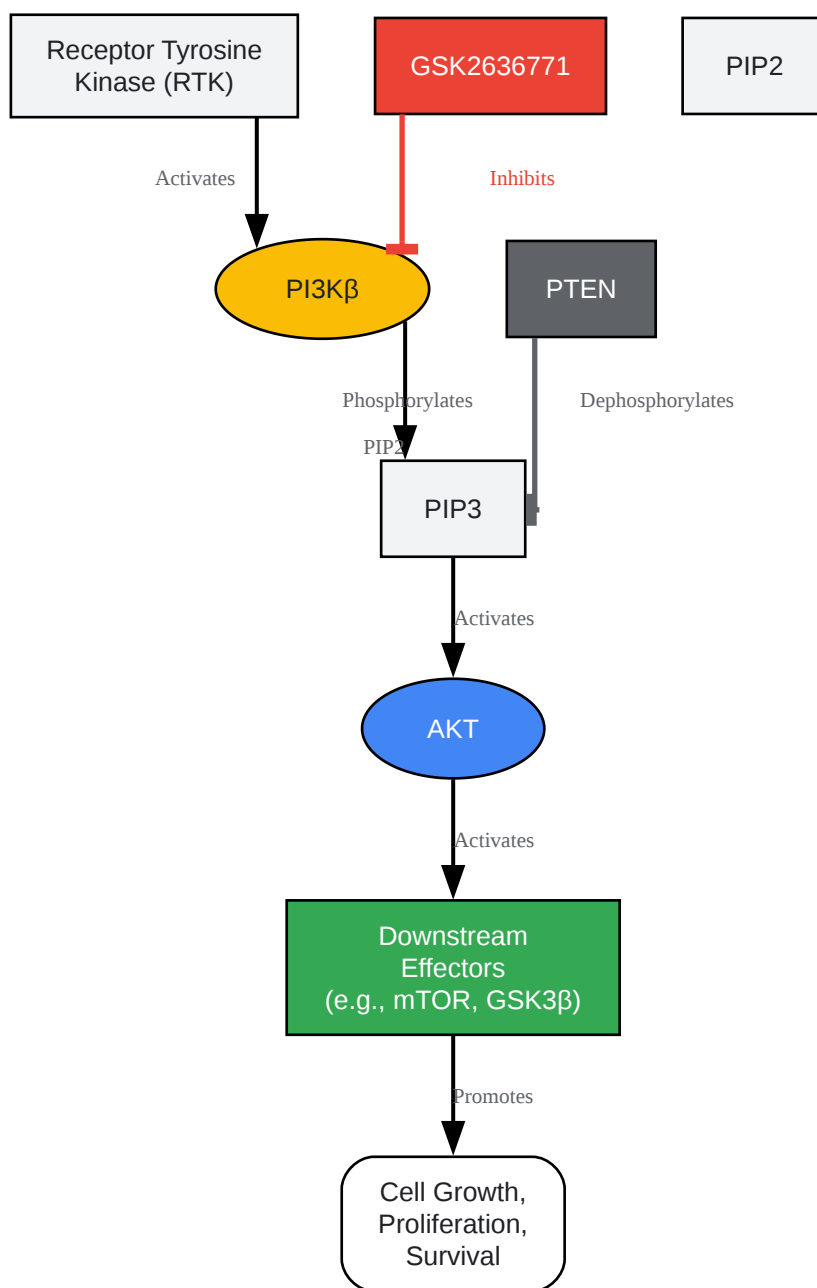 Receptor Tyrosine
Kinase (RTK)
GSK2636771
PIP2
Activates
Inhibits
PI3Kβ
PTEN
Phosphorylates
PIP2
Dephosphorylates
PIP3
Activates
AKT
Activates
Downstream
Effectors
(e.g., mTOR, GSK3β)
Promotes
Cell Growth,
Proliferation,
Survival